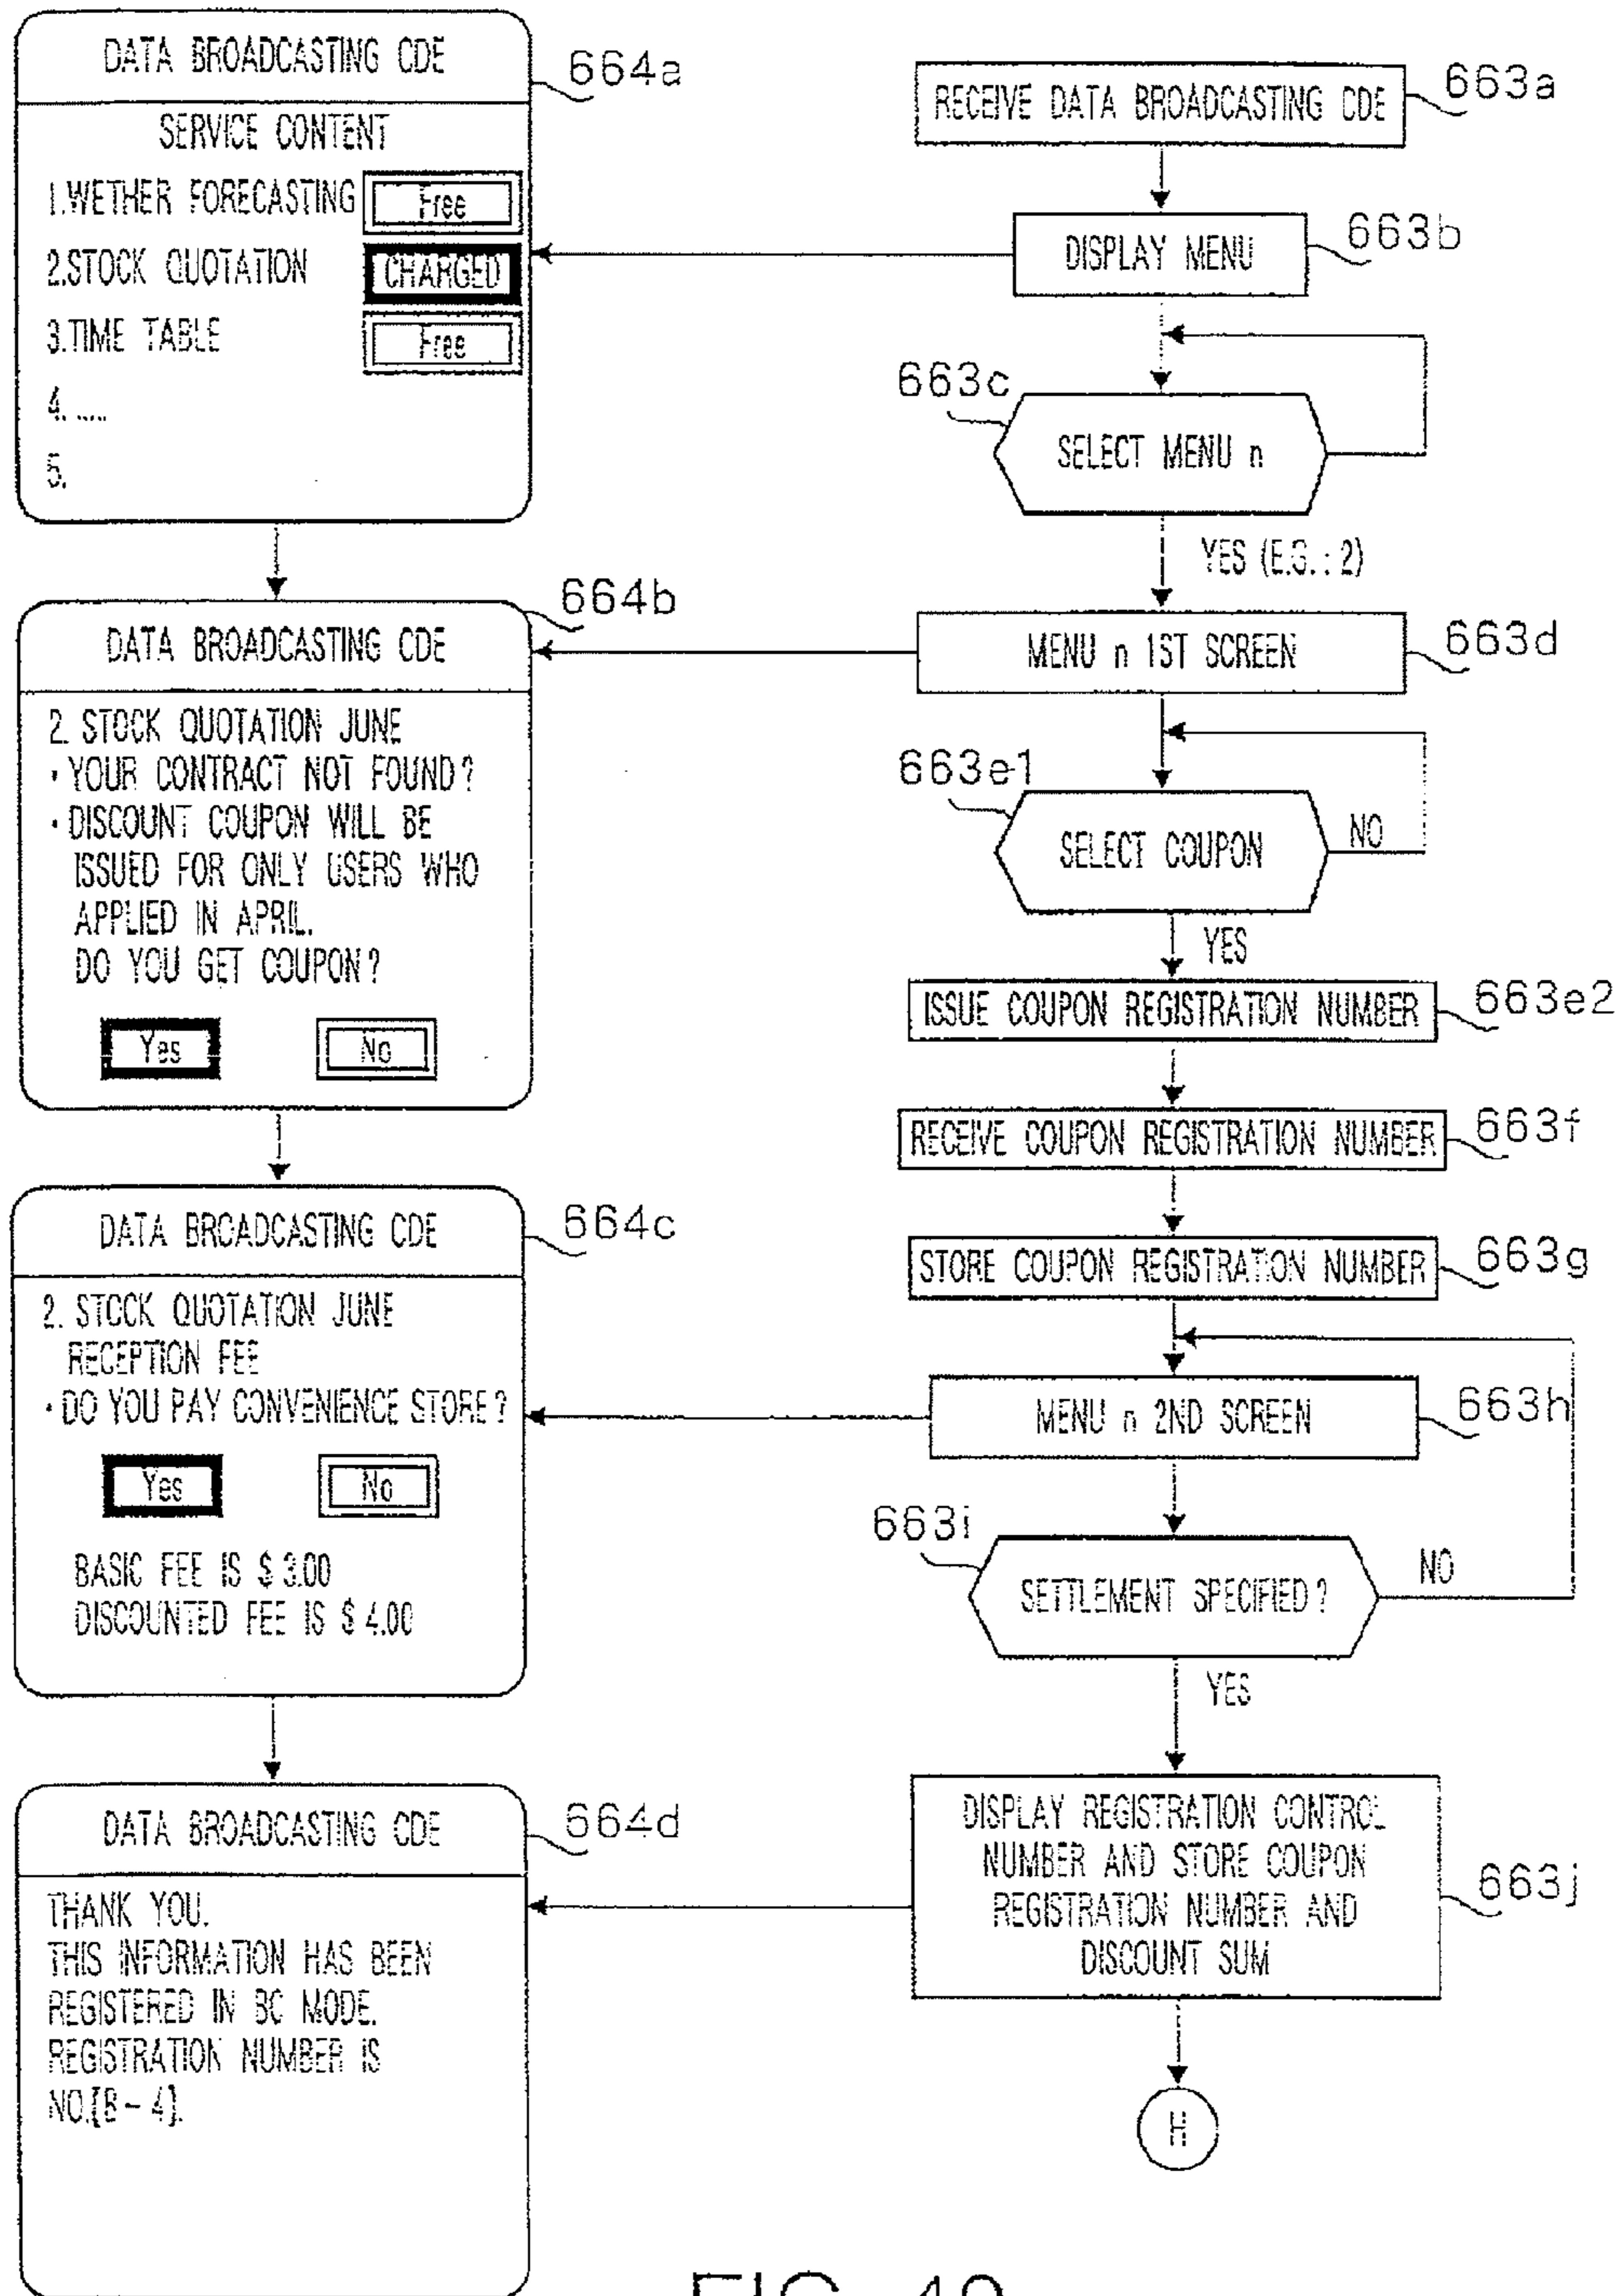 DATA BROADCASTING CDE
664a
SERVICE CONTENT
1.WETHER FORECASTING Free
2.STOCK QUOTATION CHARGED
3.TIME TABLE Free
4. .....
5.
DATA BROADCASTING CDE
664b
2. STOCK QUOTATION JUNE
・YOUR CONTRACT NOT FOUND?
・DISCOUNT COUPON WILL BE
ISSUED FOR ONLY USERS WHO
APPLIED IN APRIL.
DO YOU GET COUPON?
Yes No
DATA BROADCASTING CDE
664c
2. STOCK QUOTATION JUNE
RECEPTION FEE
・DO YOU PAY CONVENIENCE STORE?
Yes No
BASIC FEE IS $ 3.00
DISCOUNTED FEE IS $ 4.00
DATA BROADCASTING CDE
664d
THANK YOU.
THIS INFORMATION HAS BEEN
REGISTERED IN BC MODE.
REGISTRATION NUMBER IS
NO.[B-4].
RECEIVE DATA BROADCASTING CDE
663a
DISPLAY MENU
663b
663c
SELECT MENU n
YES (E.G. : 2)
MENU n 1ST SCREEN
663d
663e1
SELECT COUPON
NO
YES
ISSUE COUPON REGISTRATION NUMBER
663e2
RECEIVE COUPON REGISTRATION NUMBER
663f
STORE COUPON REGISTRATION NUMBER
663g
MENU n 2ND SCREEN
663h
663i
SETTLEMENT SPECIFIED?
NO
YES
DISPLAY REGISTRATION CONTROL
NUMBER AND STORE COUPON
REGISTRATION NUMBER AND
DISCOUNT SUM
663j
H